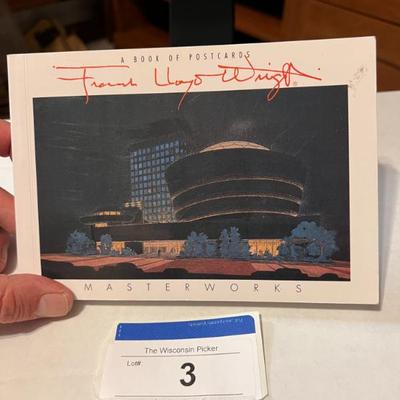 A BOOK OF POSTCARDS
Frank Lloyd Wright®
MASTERWORKS
The Wisconsin Picker
Lot#
3